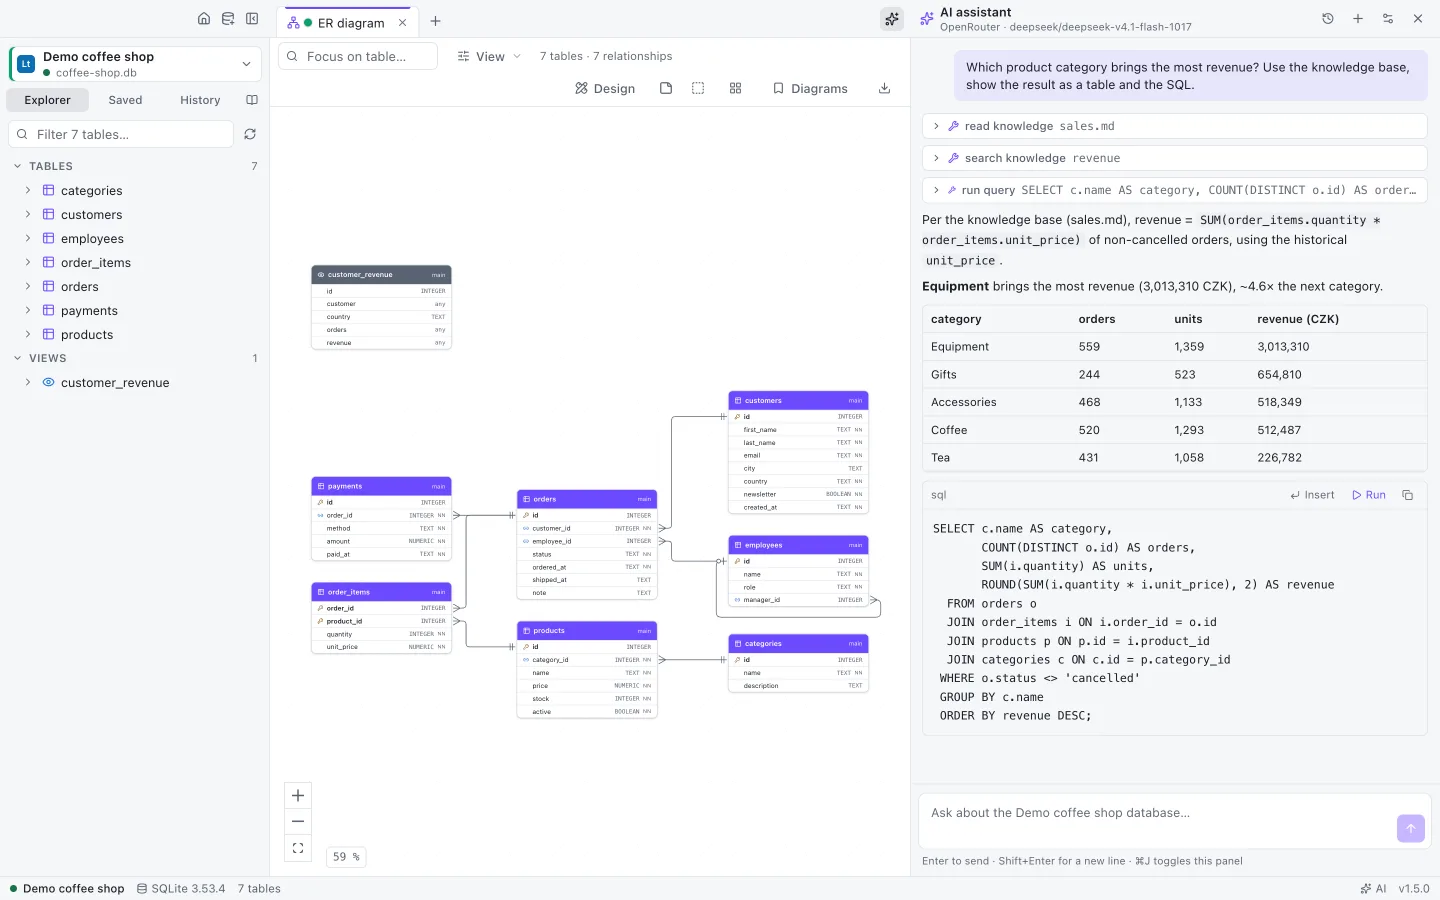 ER diagram
AI assistant
OpenRouter · deepseek/deepseek-v4.1-flash-1017
Lt
Demo coffee shop
coffee-shop.db
Explorer
Saved
History
Filter 7 tables...
TABLES
7
categories
customers
employees
order_items
orders
payments
products
VIEWS
1
customer_revenue
Focus on table...
View
7 tables · 7 relationships
Design
Diagrams
customer_revenue main
id INTEGER
customer any
country TEXT
orders any
revenue any
customers main
id INTEGER
first_name TEXT NN
last_name TEXT NN
email TEXT NN
city TEXT
country TEXT NN
newsletter BOOLEAN NN
created_at TEXT NN
payments main
id INTEGER
order_id INTEGER NN
method TEXT NN
amount NUMERIC NN
paid_at TEXT NN
orders main
id INTEGER
customer_id INTEGER NN
employee_id INTEGER
status TEXT NN
ordered_at TEXT NN
shipped_at TEXT
note TEXT
employees main
id INTEGER
name TEXT NN
role TEXT NN
manager_id INTEGER
order_items main
order_id INTEGER
product_id INTEGER
quantity INTEGER NN
unit_price NUMERIC NN
products main
id INTEGER
category_id INTEGER NN
name TEXT NN
price NUMERIC NN
stock INTEGER NN
active BOOLEAN NN
categories main
id INTEGER
name TEXT NN
description TEXT
59 %
Which product category brings the most revenue? Use the knowledge base,
show the result as a table and the SQL.
read knowledge sales.md
search knowledge revenue
run query SELECT c.name AS category, COUNT(DISTINCT o.id) AS order…
Per the knowledge base (sales.md), revenue = SUM(order_items.quantity *
order_items.unit_price) of non-cancelled orders, using the historical
unit_price.
Equipment brings the most revenue (3,013,310 CZK), ~4.6× the next category.
category orders units revenue (CZK)
Equipment 559 1,359 3,013,310
Gifts 244 523 654,810
Accessories 468 1,133 518,349
Coffee 520 1,293 512,487
Tea 431 1,058 226,782
sql
Insert
Run
SELECT c.name AS category,
COUNT(DISTINCT o.id) AS orders,
SUM(i.quantity) AS units,
ROUND(SUM(i.quantity * i.unit_price), 2) AS revenue
FROM orders o
JOIN order_items i ON i.order_id = o.id
JOIN products p ON p.id = i.product_id
JOIN categories c ON c.id = p.category_id
WHERE o.status <> 'cancelled'
GROUP BY c.name
ORDER BY revenue DESC;
Ask about the Demo coffee shop database...
Enter to send · Shift+Enter for a new line · ⌘J toggles this panel
Demo coffee shop
SQLite 3.53.4
7 tables
AI
v1.5.0